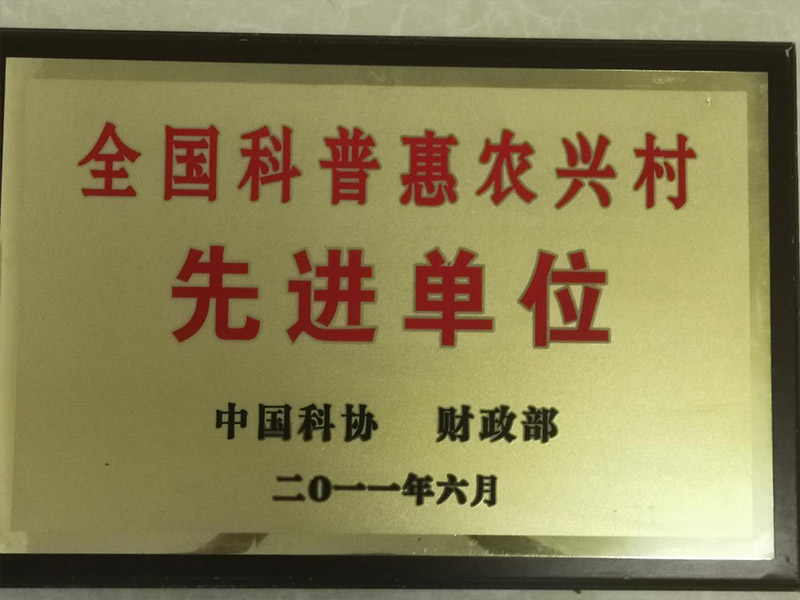 全国科普惠农兴村
先进单位
中国科协 财政部
二0一一年六月